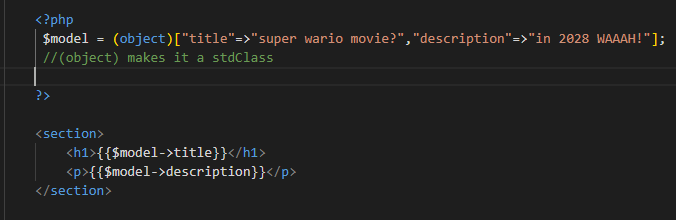 <?php
$model = (object)["title"=>"super wario movie?","description"=>"in 2028 WAAAH!"];
//(object) makes it a stdClass
?>
<section>
<h1>{{$model->title}}</h1>
<p>{{$model->description}}</p>
</section>